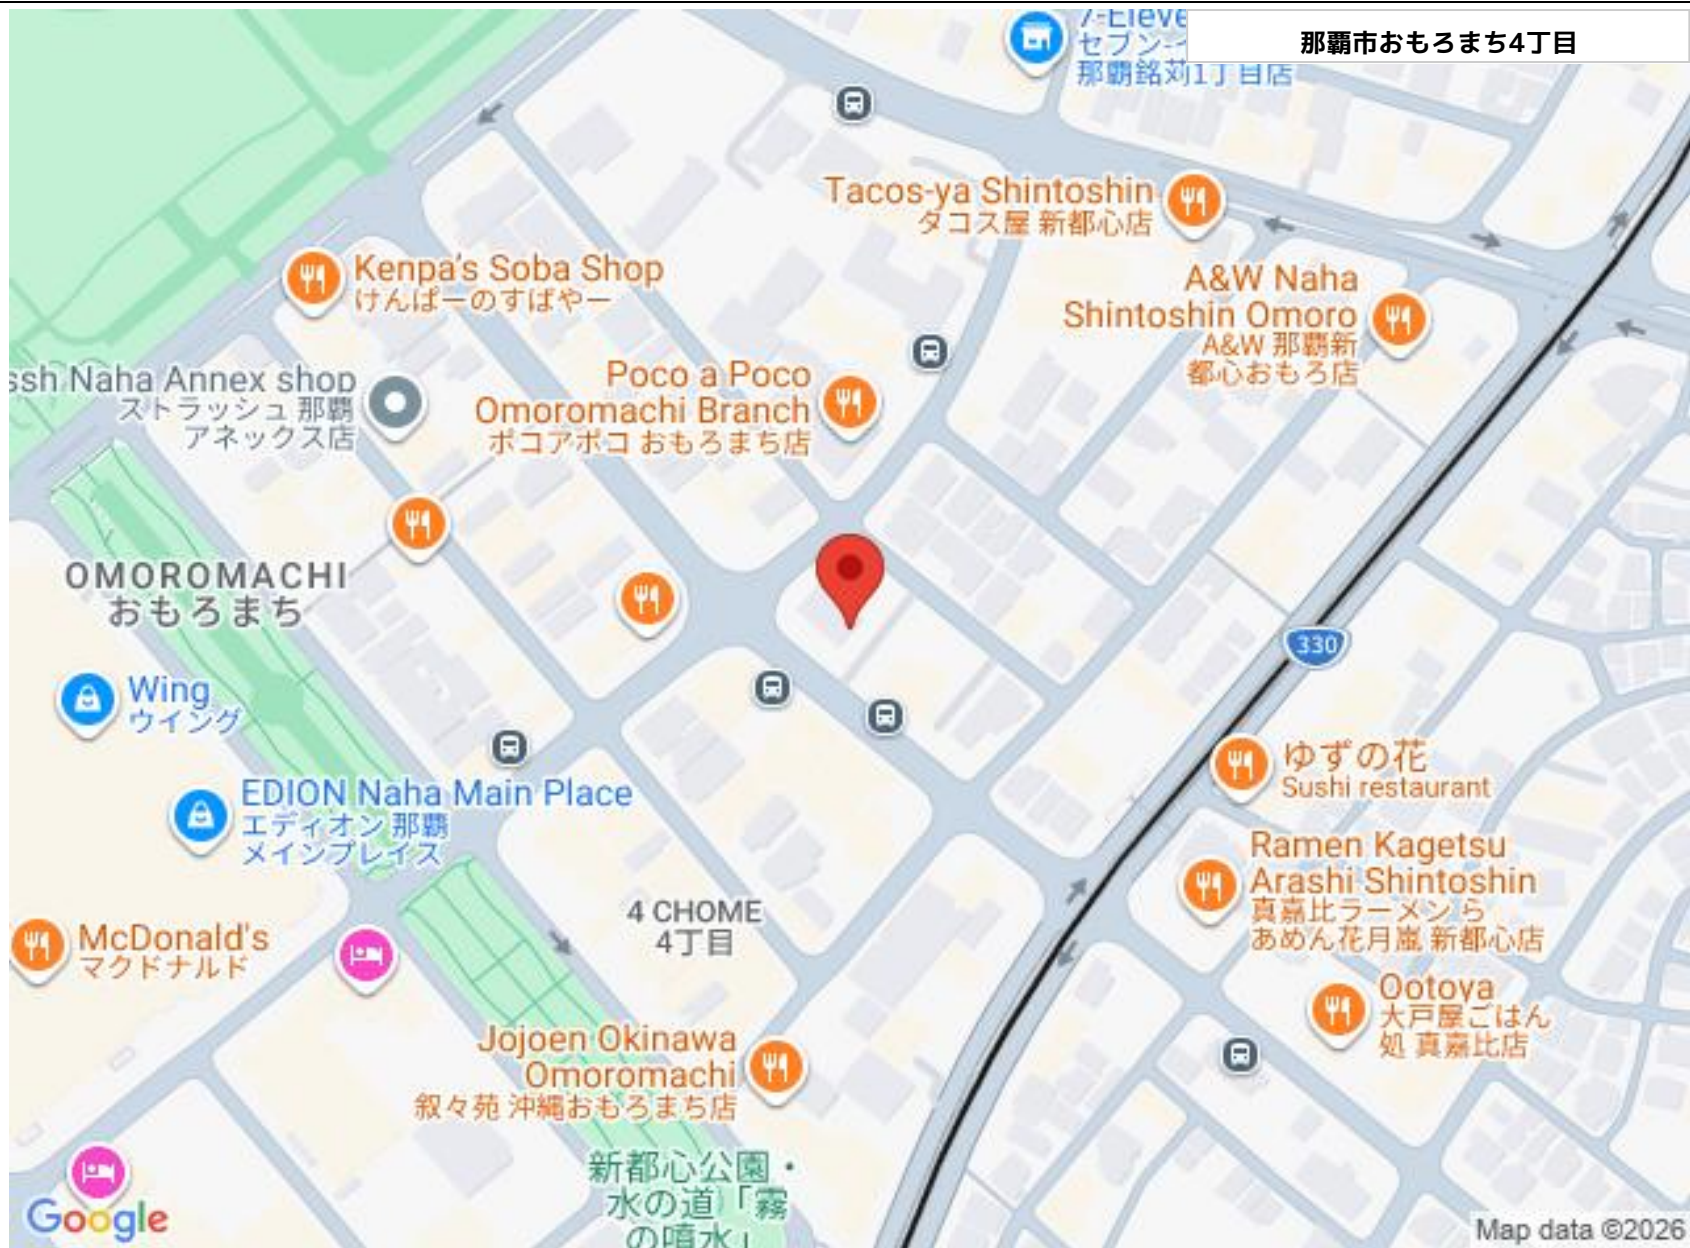 7-Eleve
セブン-イ
那覇銘苅1丁目店
那覇市おもろまち4丁目
Tacos-ya Shintoshin
タコス屋 新都心店
Kenpa's Soba Shop
けんぱーのすばやー
A&W Naha
Shintoshin Omoro
A&W 那覇新
都心おもろ店
ssh Naha Annex shop
ストラッシュ 那覇
アネックス店
Poco a Poco
Omoromachi Branch
ポコアポコ おもろまち店
OMOROMACHI
おもろまち
330
Wing
ウイング
ゆずの花
Sushi restaurant
EDION Naha Main Place
エディオン 那覇
メインプレイス
Ramen Kagetsu
Arashi Shintoshin
真嘉比ラーメン ら
あめん花月嵐 新都心店
4 CHOME
4丁目
McDonald's
マクドナルド
Ootoya
大戸屋ごはん
処 真嘉比店
Jojoen Okinawa
Omoromachi
叙々苑 沖縄おもろまち店
新都心公園・
水の道「霧
の噴水」
Google
Map data ©2026